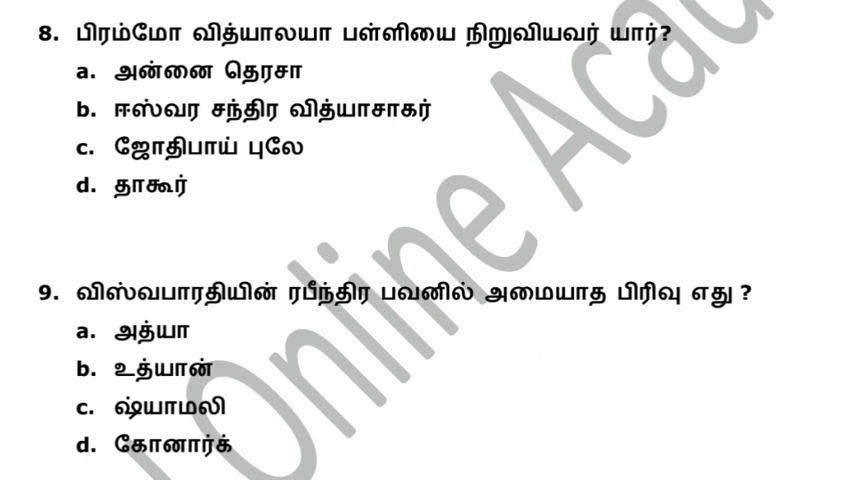 8. பிரம்மோ வித்யாலயா பள்ளியை நிறுவியவர் யார்?
a. அன்னை தெரசா
b. ஈஸ்வர சந்திர வித்யாசாகர்
c. ஜோதிபாய் புலே
d. தாகூர்
9. விஸ்வபாரதியின் ரபீந்திர பவனில் அமையாத பிரிவு எது ?
a. அத்யா
b. உத்யான்
c. ஷ்யாமலி
d. கோனார்க்
Online Acad